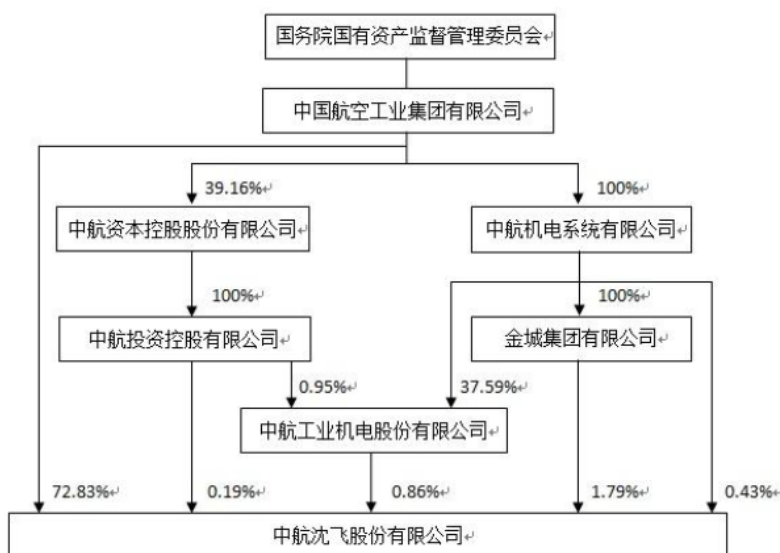 国务院国有资产监督管理委员会
中国航空工业集团有限公司
39.16%
100%
中航资本控股股份有限公司
中航机电系统有限公司
100%
100%
中航投资控股有限公司
金城集团有限公司
0.95%
37.59%
中航工业机电股份有限公司
72.83%
0.19%
0.86%
1.79%
0.43%
中航沈飞股份有限公司